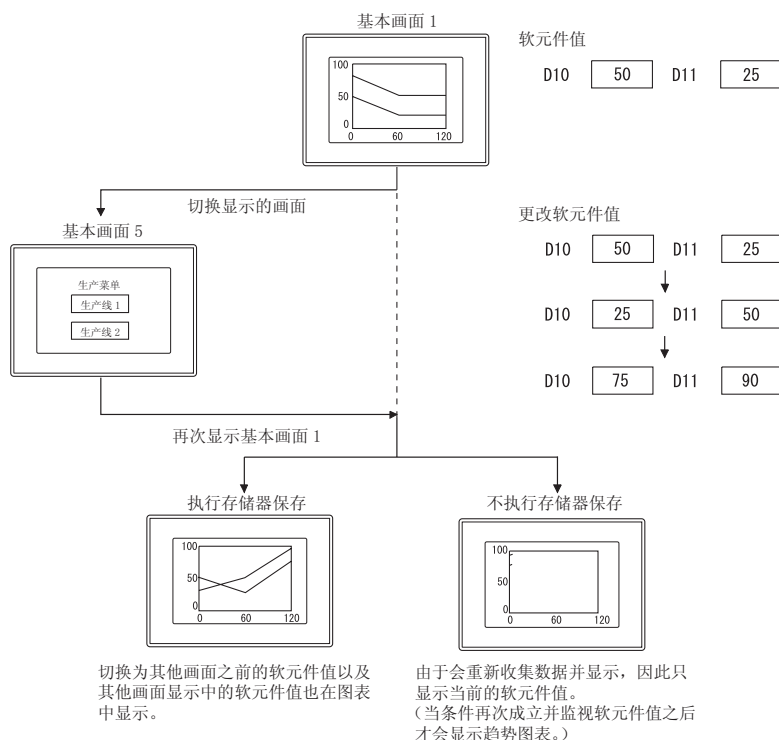 基本画面 1
软元件值
D10 50 D11 25
100
50
0
0 60 120
切换显示的画面
更改软元件值
基本画面 5
D10 50 D11 25
生产菜单
生产线 1
生产线 2
D10 25 D11 50
D10 75 D11 90
再次显示基本画面 1
执行存储器保存
100
50
0
0 60 120
切换为其他画面之前的软元件值以及
其他画面显示中的软元件值也在图表
中显示。
不执行存储器保存
100
50
0
0 60 120
由于会重新收集数据并显示，因此只
显示当前的软元件值。
（当条件再次成立并监视软元件值之后
才会显示趋势图表。）